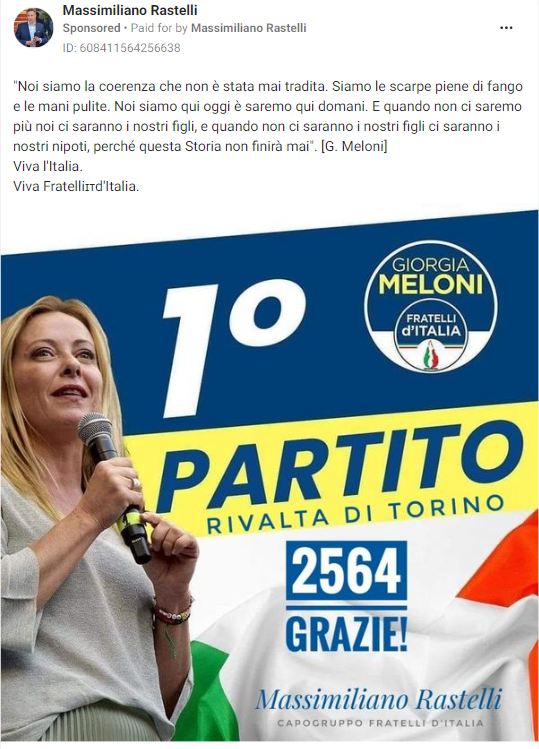 Massimiliano Rastelli
Sponsored • Paid for by Massimiliano Rastelli
ID: 608411564256638
"Noi siamo la coerenza che non è stata mai tradita. Siamo le scarpe piene di fango
e le mani pulite. Noi siamo qui oggi è saremo qui domani. E quando non ci saremo
più noi ci saranno i nostri figli, e quando non ci saranno i nostri figli ci saranno i
nostri nipoti, perché questa Storia non finirà mai". [G. Meloni]
Viva l'Italia.
Viva Fratelliɪᴛd'Italia.
1º
GIORGIA
MELONI
FRATELLI
d'ITALIA
PARTITO
RIVALTA DI TORINO
2564
GRAZIE!
Massimiliano Rastelli
CAPOGRUPPO FRATELLI D'ITALIA